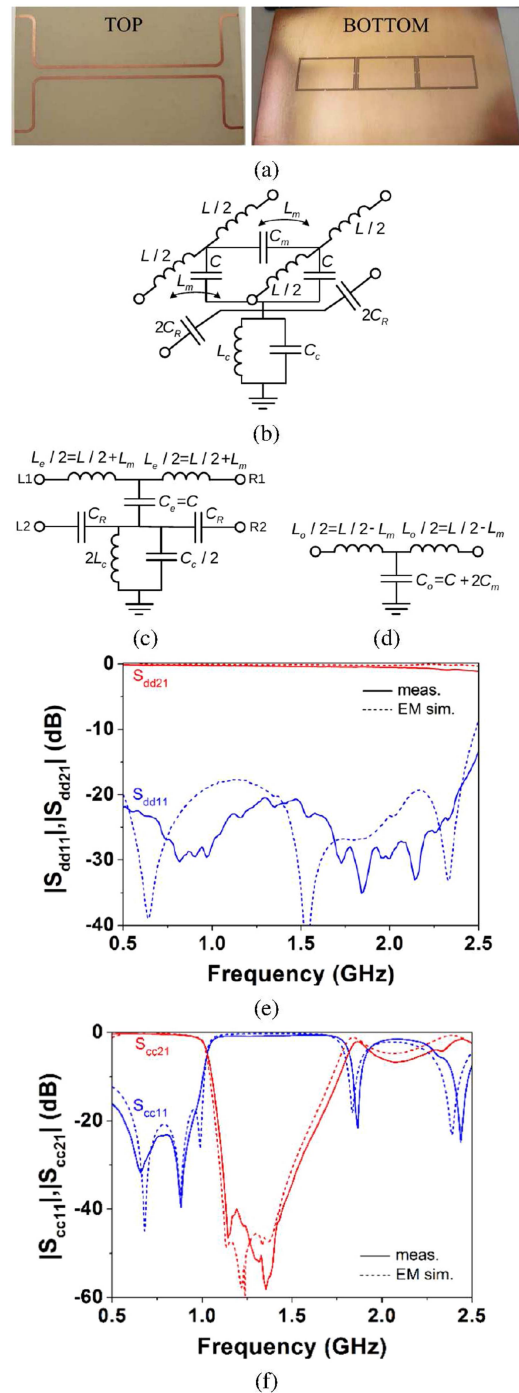 TOP
BOTTOM
(a)
L / 2
L_m
L / 2
L / 2
C_m
C
C
L_m
L / 2
2C_R
2C_R
L_c
C_c
(b)
L_e / 2=L / 2+L_m
L_e / 2=L / 2+L_m
L1
R1
C_e=C
L2
C_R
C_R
R2
2L_c
C_c / 2
L_o / 2=L / 2- L_m
L_o / 2=L / 2- L_m
C_o= C + 2C_m
(c)
(d)
0
-10
-20
-30
-40
|S_dd11|,|S_dd21| (dB)
S_dd21
meas.
EM sim.
S_dd11
0.5
1.0
1.5
2.0
2.5
Frequency (GHz)
(e)
0
-20
-40
-60
|S_cc11|,|S_cc21| (dB)
S_cc21
S_cc11
meas.
EM sim.
0.5
1.0
1.5
2.0
2.5
Frequency (GHz)
(f)